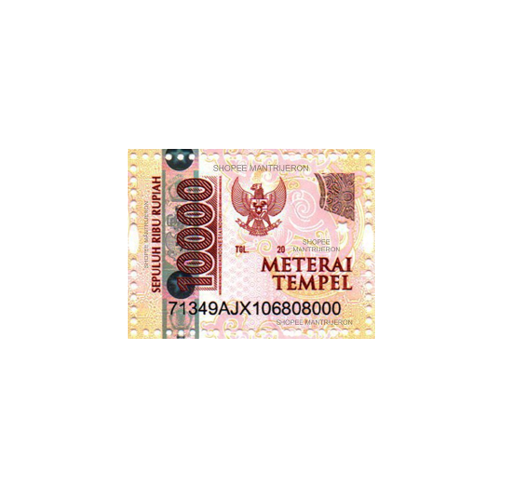 SHOPEE MANTRIJERON
SHOPEE MANTRIJERON
SEPULUH RIBU RUPIAH
10000
TGL. 20
SHOPEE
MANTRIJERON
METERAI
TEMPEL
71349AJX106808000
SHOPEE MANTRIJERON